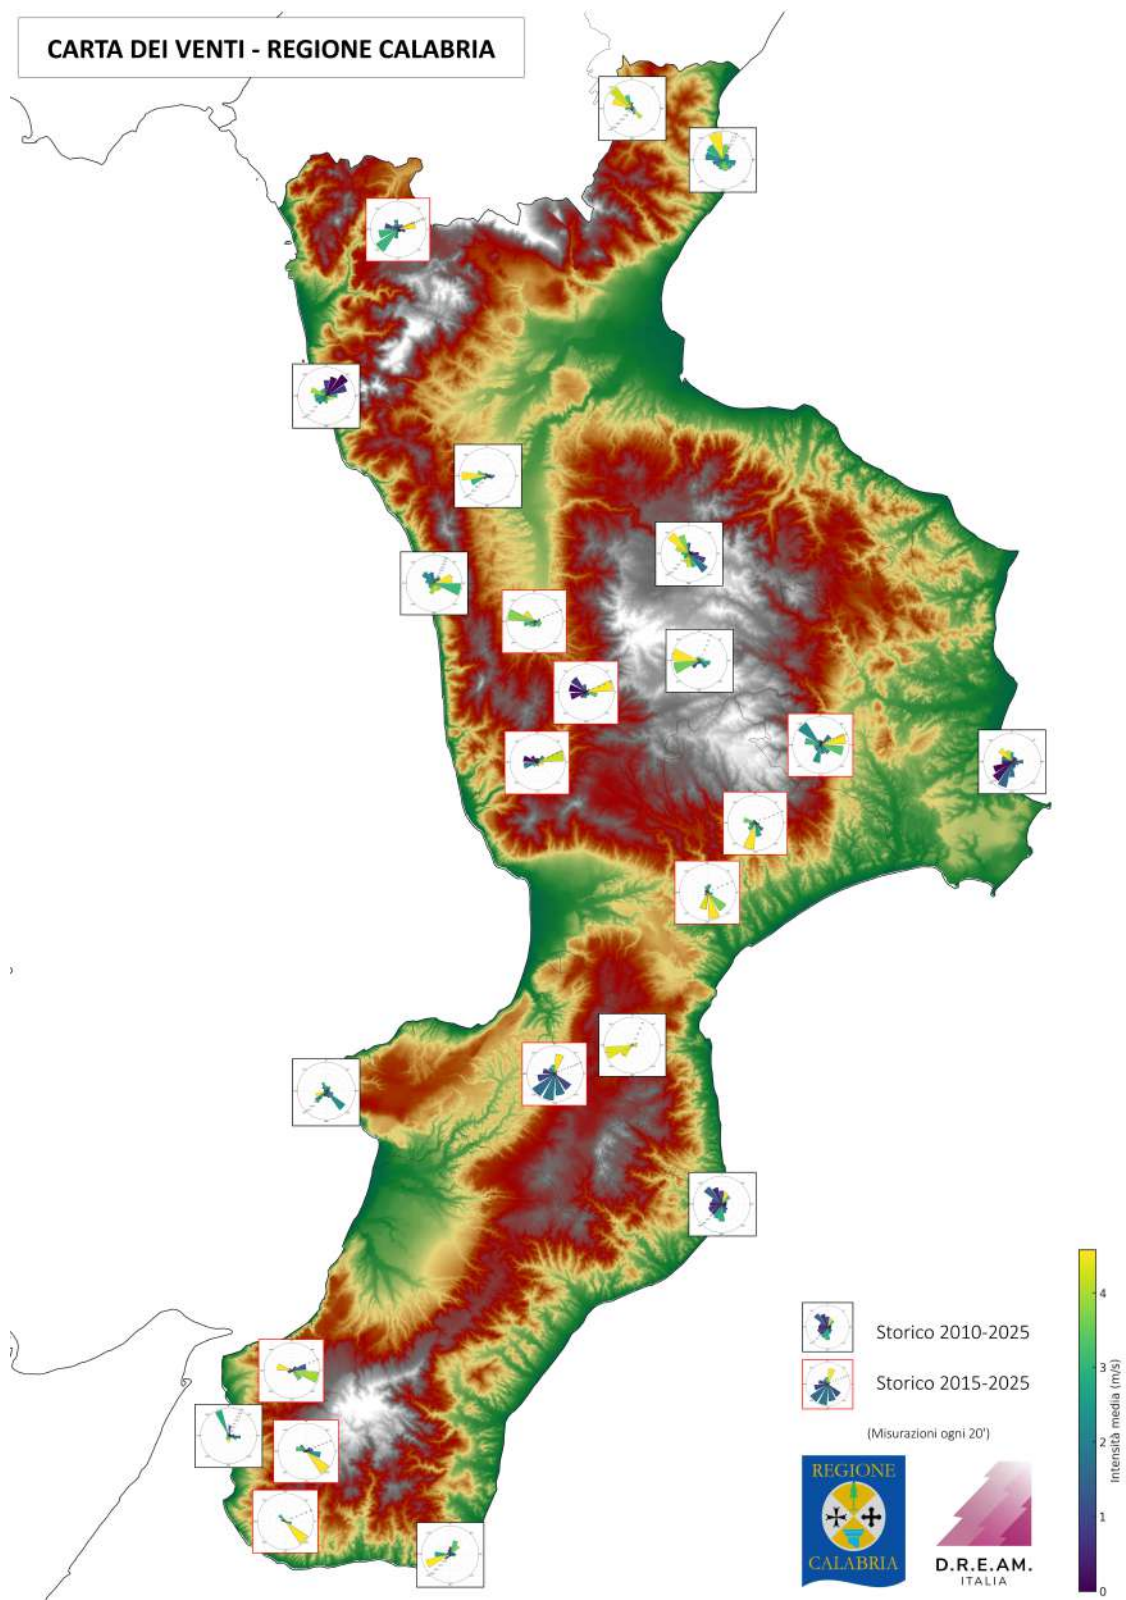 CARTA DEI VENTI - REGIONE CALABRIA
4
3
2
1
0
Intensità media (m/s)
Storico 2010-2025
Storico 2015-2025
(Misurazioni ogni 20')
REGIONE
CALABRIA
D.R.E.AM.
ITALIA